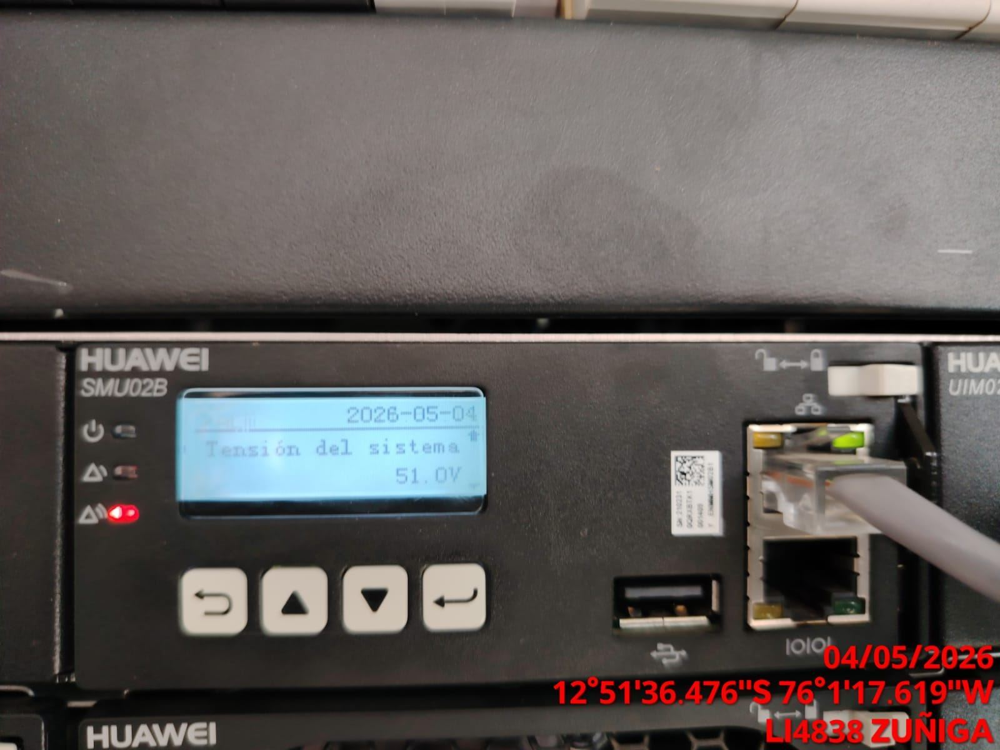 HUAWEI
SMU02B
2026-05-04
Tensión del sistema
51.0V
HUA
UIM02
IOIOI
HUAWEI
04/05/2026
12°51'36.476"S 76°1'17.619"W
LI4838 ZUÑIGA